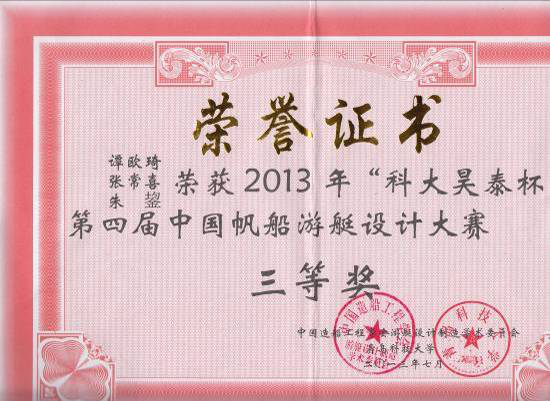 荣誉证书
谭欧琦
张常喜
朱鋆
荣获2013年“科大昊泰杯
第四届中国帆船游艇设计大赛
三等奖
中国造船工程学会游艇设计制造学术委员会
青岛科技大学
二〇一三年七月